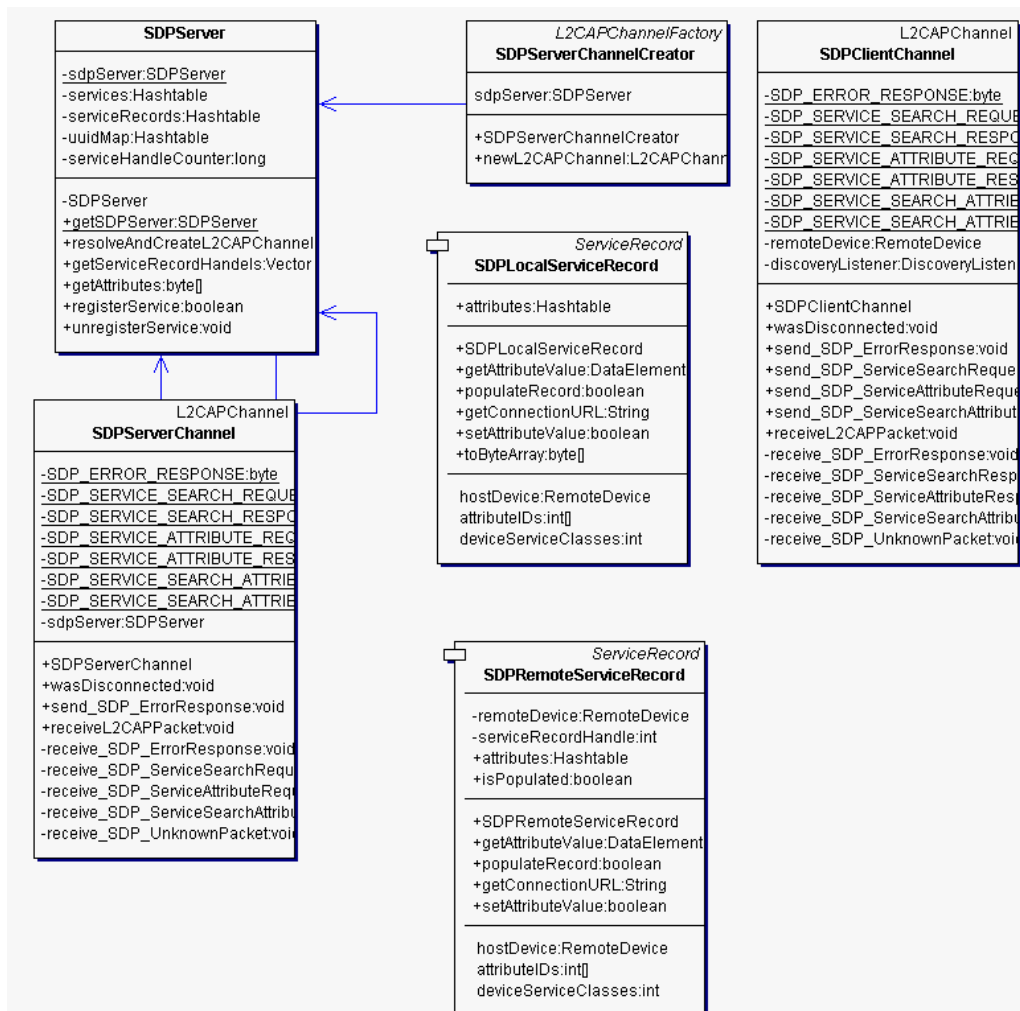 SDPServer
-sdpServer:SDPServer
-services:Hashtable
-serviceRecords:Hashtable
-uuidMap:Hashtable
-serviceHandleCounter:long
-SDPServer
+getSDPServer:SDPServer
+resolveAndCreateL2CAPChannel
+getServiceRecordHandels:Vector
+getAttributes:byte[]
+registerService:boolean
+unregisterService:void
L2CAPChannelFactory
SDPServerChannelCreator
sdpServer:SDPServer
+SDPServerChannelCreator
+newL2CAPChannel:L2CAPChanr
L2CAPChannel
SDPClientChannel
-SDP_ERROR_RESPONSE:byte
-SDP_SERVICE_SEARCH_REQUE
-SDP_SERVICE_SEARCH_RESPO
-SDP_SERVICE_ATTRIBUTE_REQ
-SDP_SERVICE_ATTRIBUTE_RES
-SDP_SERVICE_SEARCH_ATTRIE
-SDP_SERVICE_SEARCH_ATTRIE
-remoteDevice:RemoteDevice
-discoveryListener:DiscoveryListen
+SDPClientChannel
+wasDisconnected:void
+send_SDP_ErrorResponse:void
+send_SDP_ServiceSearchReque
+send_SDP_ServiceAttributeReque
+send_SDP_ServiceSearchAttribut
+receiveL2CAPPacket:void
-receive_SDP_ErrorResponse:void
-receive_SDP_ServiceSearchResp
-receive_SDP_ServiceAttributeResp
-receive_SDP_ServiceSearchAttribu
-receive_SDP_UnknownPacket:void
ServiceRecord
SDPLocalServiceRecord
+attributes:Hashtable
+SDPLocalServiceRecord
+getAttributeValue:DataElement
+populateRecord:boolean
+getConnectionURL:String
+setAttributeValue:boolean
+toByteArray:byte[]
hostDevice:RemoteDevice
attributeIDs:int[]
deviceServiceClasses:int
L2CAPChannel
SDPServerChannel
-SDP_ERROR_RESPONSE:byte
-SDP_SERVICE_SEARCH_REQUE
-SDP_SERVICE_SEARCH_RESPO
-SDP_SERVICE_ATTRIBUTE_REQ
-SDP_SERVICE_ATTRIBUTE_RES
-SDP_SERVICE_SEARCH_ATTRIE
-SDP_SERVICE_SEARCH_ATTRIE
-sdpServer:SDPServer
+SDPServerChannel
+wasDisconnected:void
+send_SDP_ErrorResponse:void
+receiveL2CAPPacket:void
-receive_SDP_ErrorResponse:void
-receive_SDP_ServiceSearchRequ
-receive_SDP_ServiceAttributeRequ
-receive_SDP_ServiceSearchAttribu
-receive_SDP_UnknownPacket:void
ServiceRecord
SDPRemoteServiceRecord
-remoteDevice:RemoteDevice
-serviceRecordHandle:int
+attributes:Hashtable
+isPopulated:boolean
+SDPRemoteServiceRecord
+getAttributeValue:DataElement
+populateRecord:boolean
+getConnectionURL:String
+setAttributeValue:boolean
hostDevice:RemoteDevice
attributeIDs:int[]
deviceServiceClasses:int